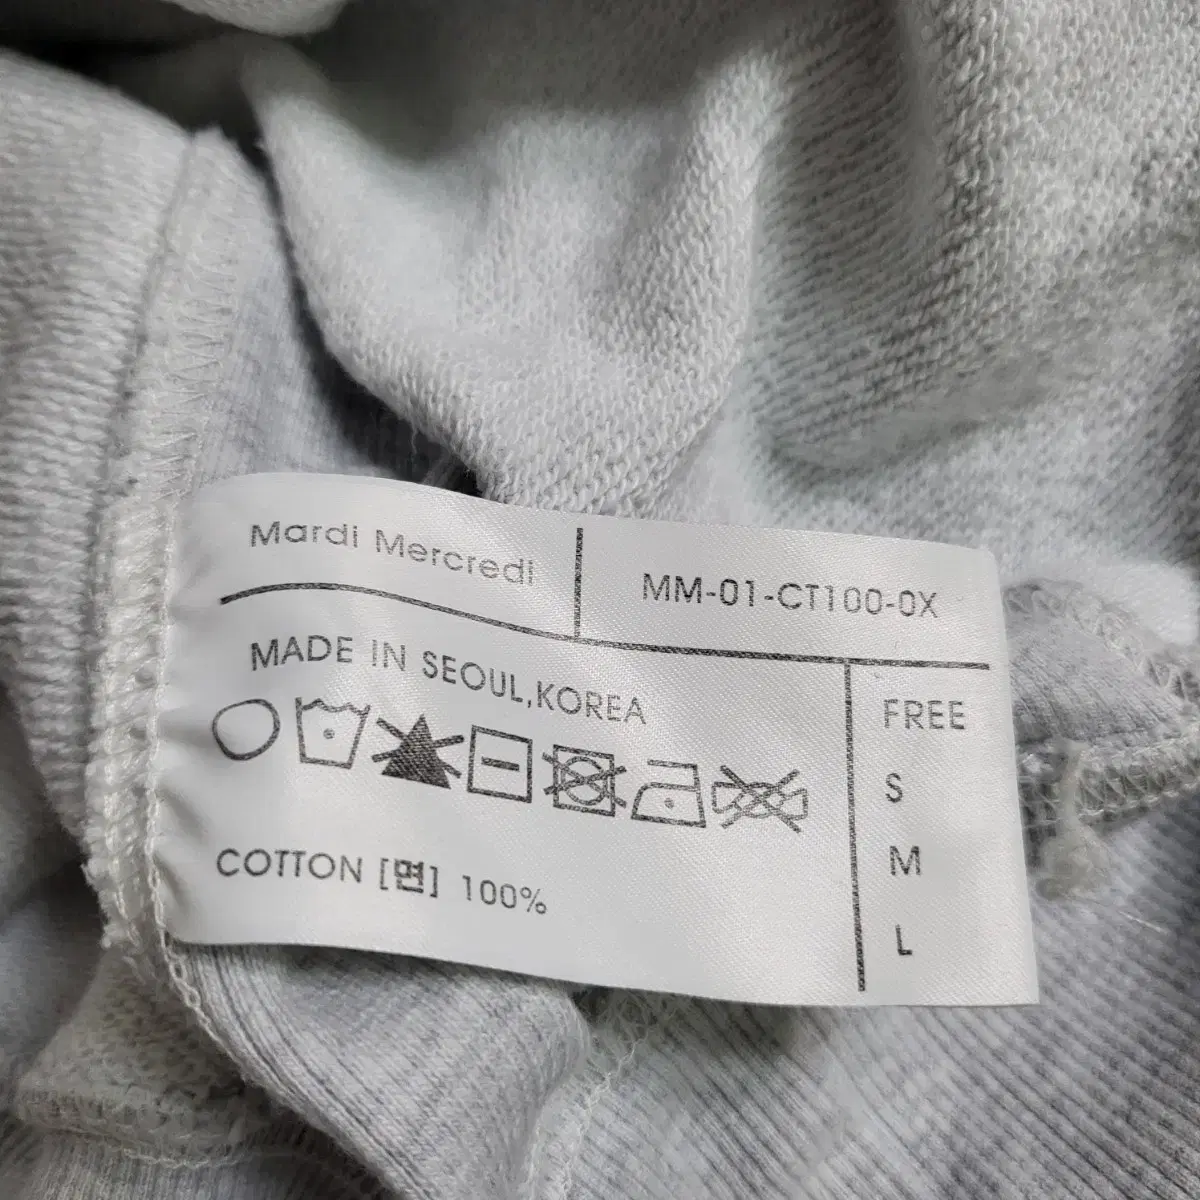 Mardi Mercredi
MM-01-CT100-0X
MADE IN SEOUL,KOREA
COTTON [면] 100%
FREE
S
M
L